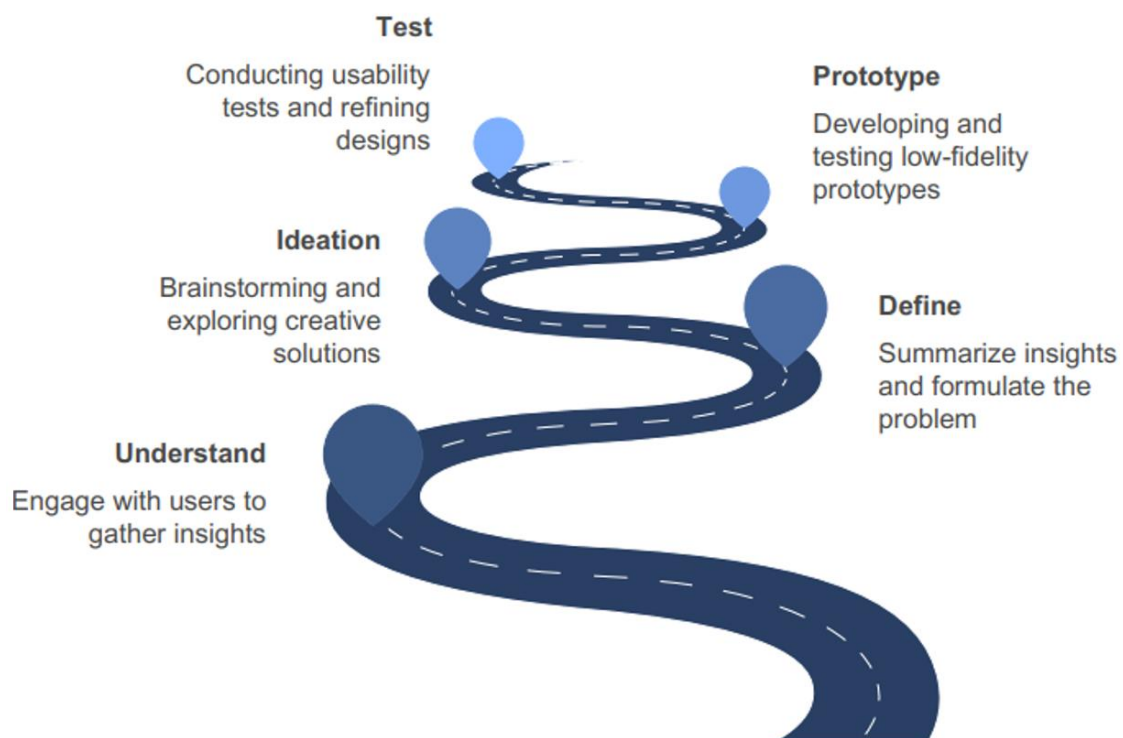 Test
Conducting usability
tests and refining
designs
Prototype
Developing and
testing low-fidelity
prototypes
Ideation
Brainstorming and
exploring creative
solutions
Define
Summarize insights
and formulate the
problem
Understand
Engage with users to
gather insights